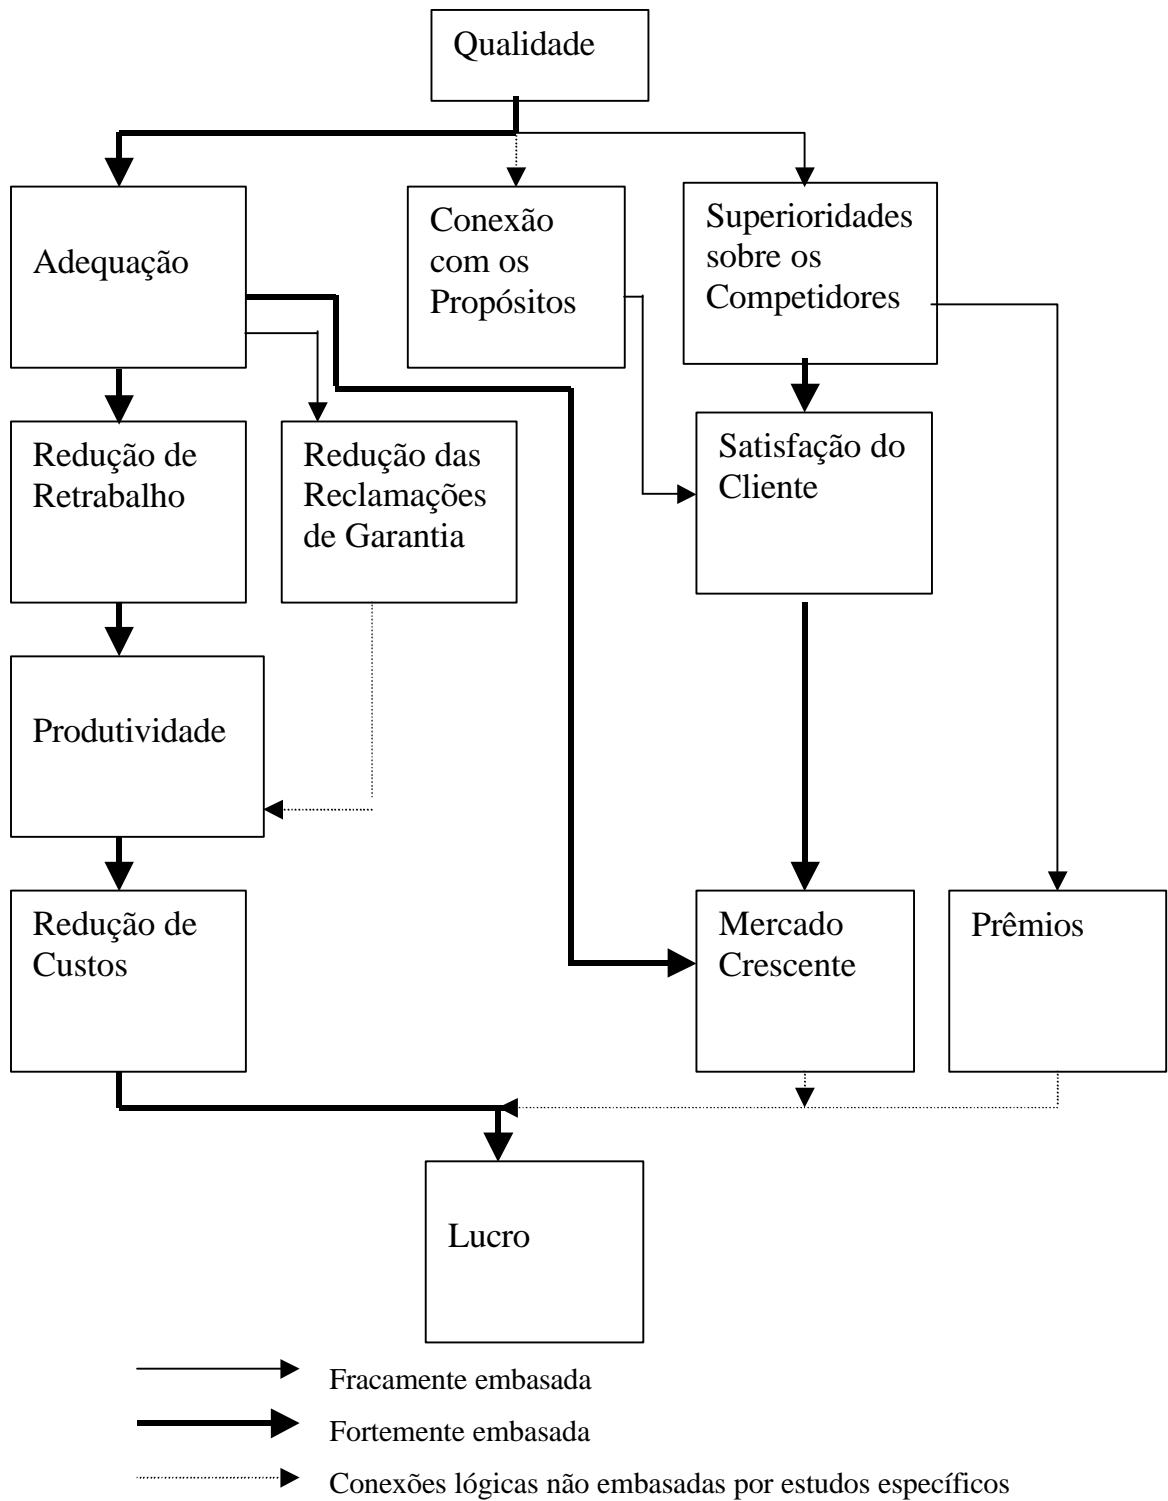 Qualidade
Adequação
Conexão
com os
Propósitos
Superioridades
sobre os
Competidores
Redução de
Retrabalho
Redução das
Reclamações
de Garantia
Satisfação do
Cliente
Produtividade
Redução de
Custos
Mercado
Crescente
Prêmios
Lucro
Fracamente embasada
Fortemente embasada
Conexões lógicas não embasadas por estudos específicos